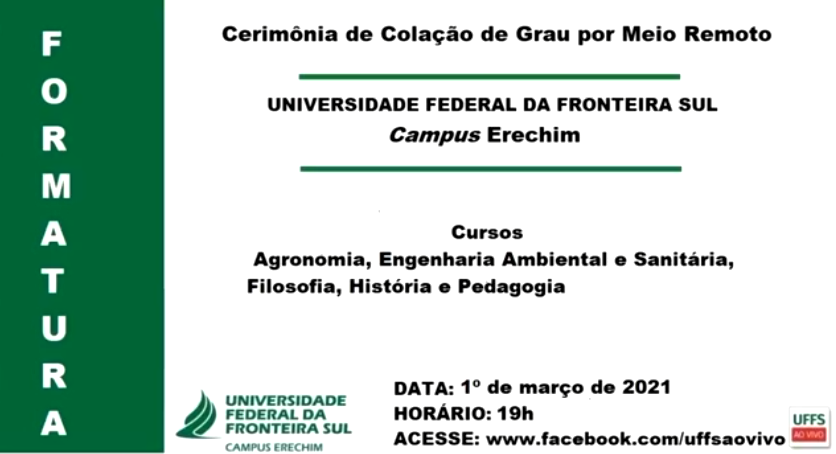 FORMATURA
Cerimônia de Colação de Grau por Meio Remoto
UNIVERSIDADE FEDERAL DA FRONTEIRA SUL
Campus Erechim
Cursos
Agronomia, Engenharia Ambiental e Sanitária,
Filosofia, História e Pedagogia
UNIVERSIDADE
FEDERAL DA
FRONTEIRA SUL
CAMPUS ERECHIM
DATA: 1º de março de 2021
HORÁRIO: 19h
ACESSE: www.facebook.com/uffsaovivo
UFFS
AO VIVO